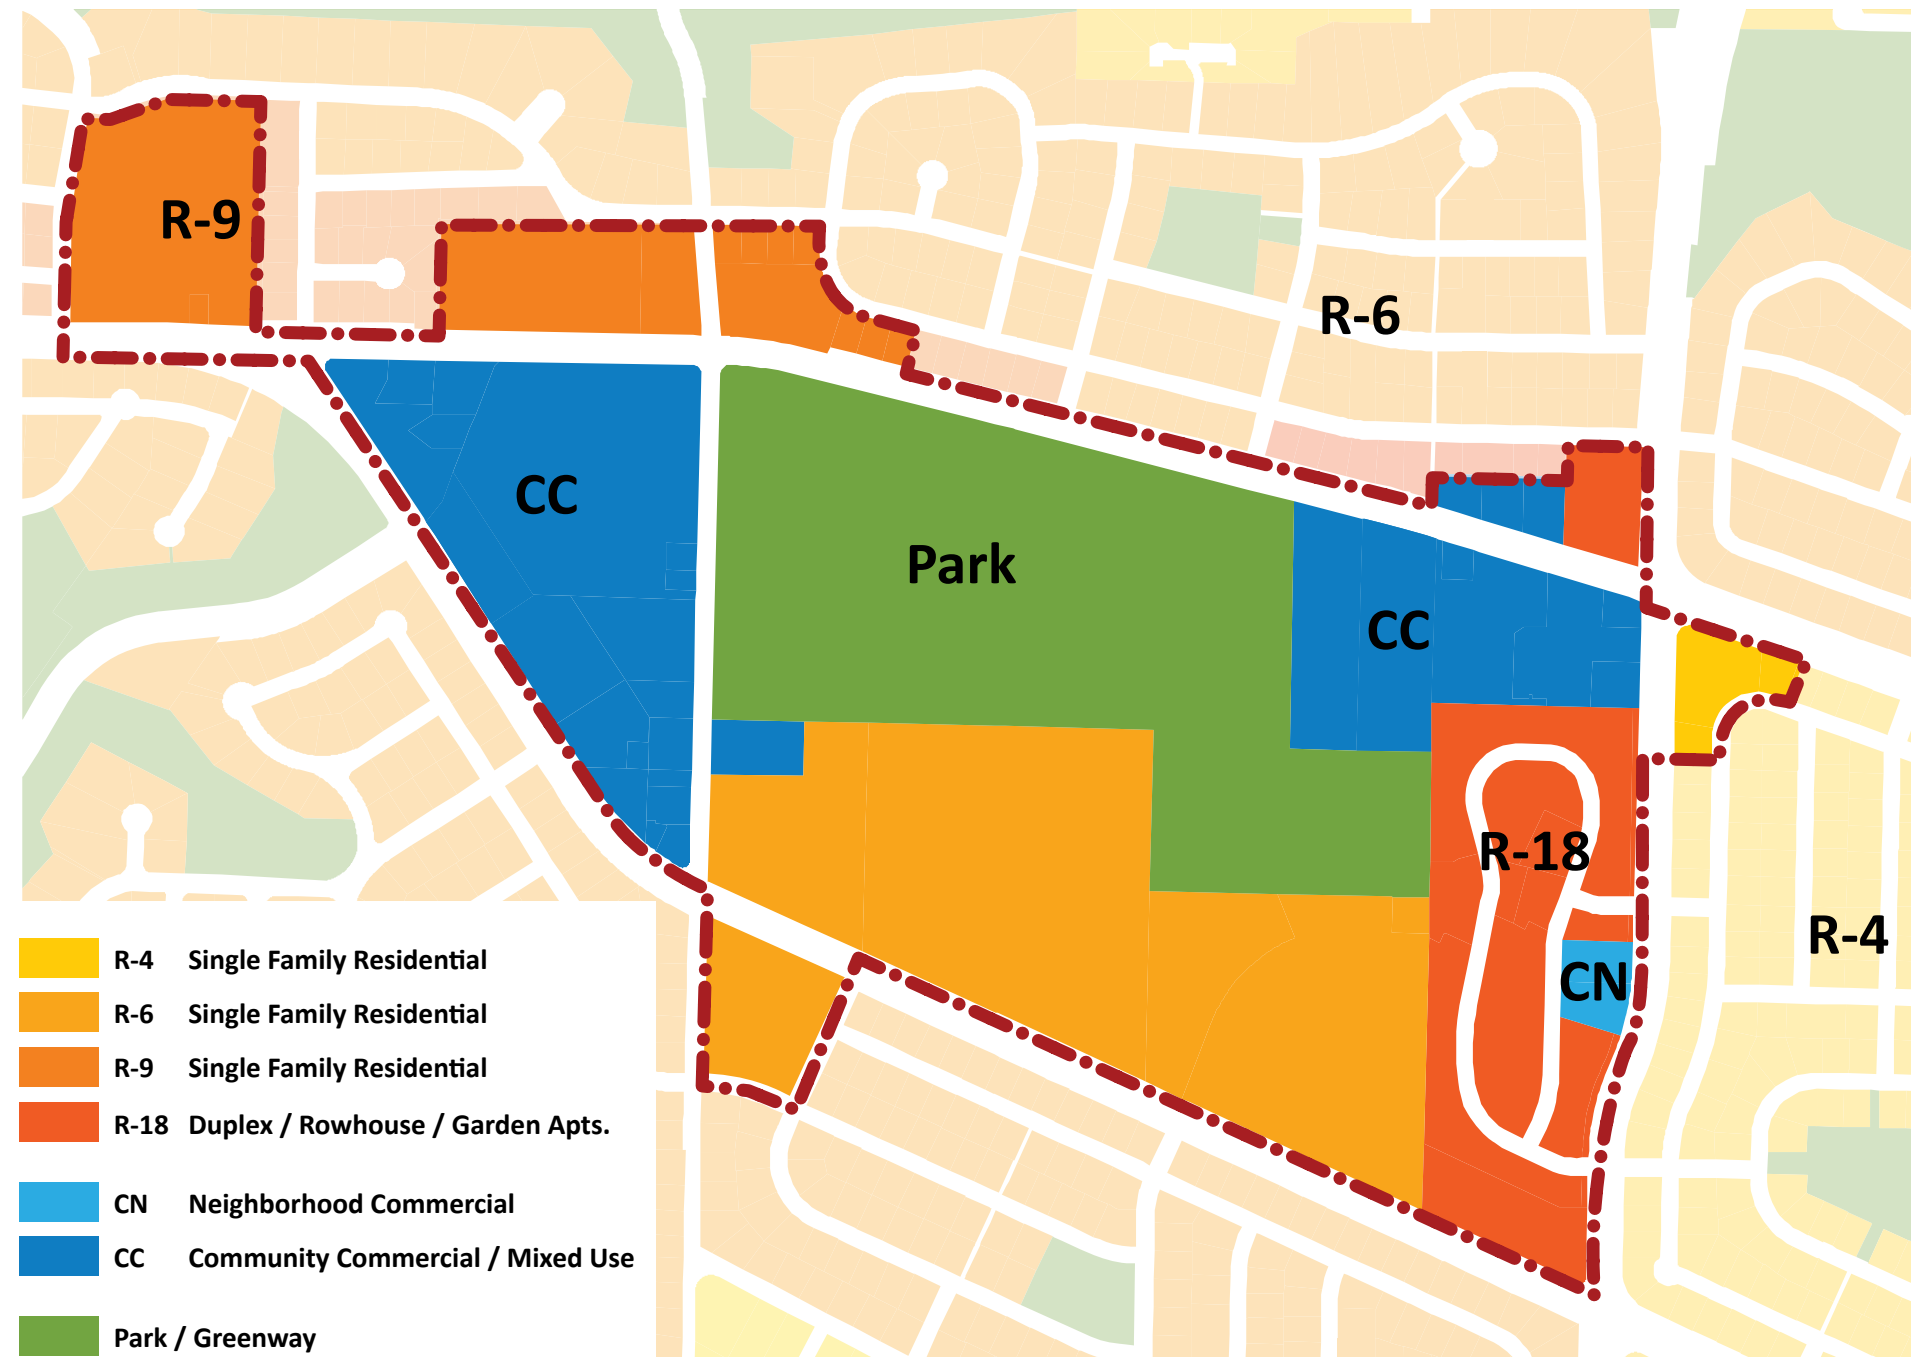 R-9
R-6
CC
Park
CC
R-18
R-4
CN
R-4 Single Family Residential
R-6 Single Family Residential
R-9 Single Family Residential
R-18 Duplex / Rowhouse / Garden Apts.
CN Neighborhood Commercial
CC Community Commercial / Mixed Use
Park / Greenway